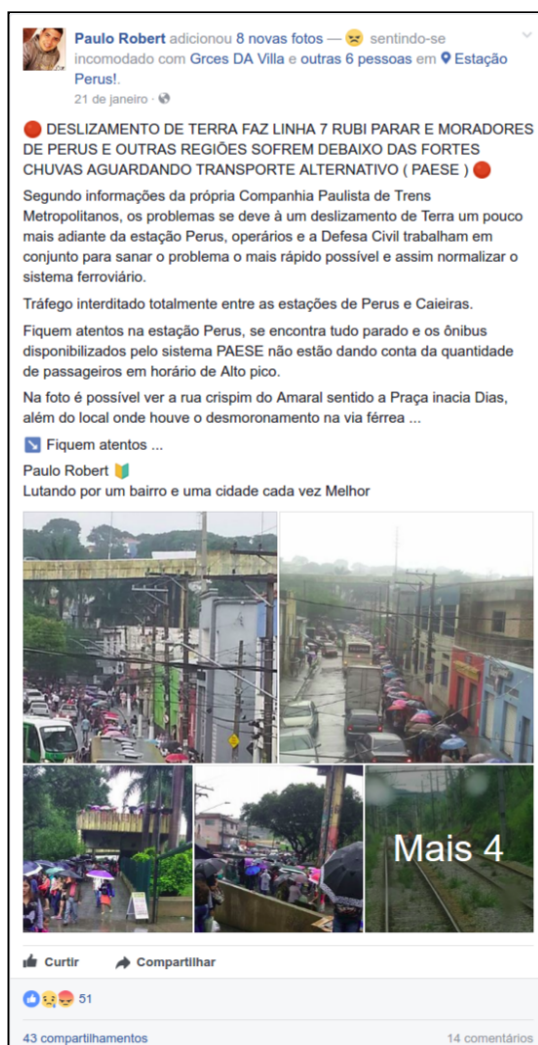 Paulo Robert adicionou 8 novas fotos — sentindo-se
incomodado com Grces DA Villa e outras 6 pessoas em Estação
Perus!.
21 de janeiro ·
DESLIZAMENTO DE TERRA FAZ LINHA 7 RUBI PARAR E MORADORES
DE PERUS E OUTRAS REGIÕES SOFREM DEBAIXO DAS FORTES
CHUVAS AGUARDANDO TRANSPORTE ALTERNATIVO ( PAESE )
Segundo informações da própria Companhia Paulista de Trens
Metropolitanos, os problemas se deve à um deslizamento de Terra um pouco
mais adiante da estação Perus, operários e a Defesa Civil trabalham em
conjunto para sanar o problema o mais rápido possível e assim normalizar o
sistema ferroviário.
Tráfego interditado totalmente entre as estações de Perus e Caieiras.
Fiquem atentos na estação Perus, se encontra tudo parado e os ônibus
disponibilizados pelo sistema PAESE não estão dando conta da quantidade
de passageiros em horário de Alto pico.
Na foto é possível ver a rua crispim do Amaral sentido a Praça inacia Dias,
além do local onde houve o desmoronamento na via férrea ...
Fiquem atentos ...
Paulo Robert
Lutando por um bairro e uma cidade cada vez Melhor
Mais 4
Curtir Compartilhar
51
43 compartilhamentos 14 comentários